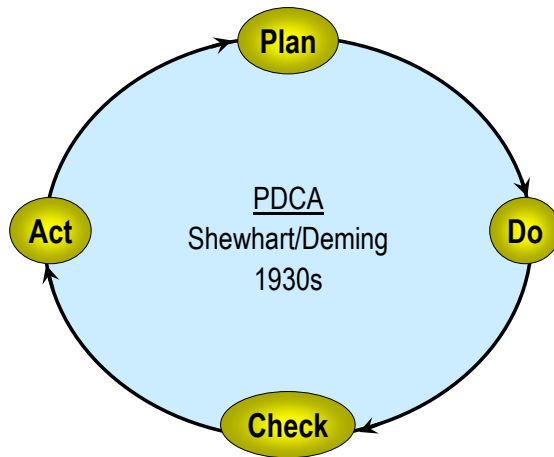 Plan
Act
PDCA
Shewhart/Deming
1930s
Do
Check